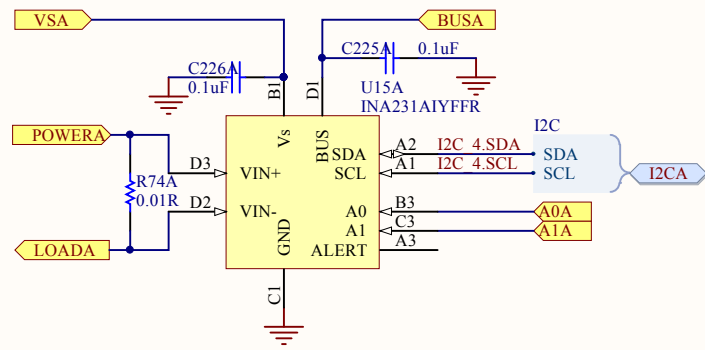 VSA
BUSA
C226A
0.1uF
B1
D1
C225A
0.1uF
U15A
INA231AIYFFR
POWERA
R74A
0.01R
LOADA
D3
D2
VIN+
VIN-
Vs
BUS
GND
C1
SDA
SCL
A0
A1
ALERT
A2
A1
B3
C3
A3
I2C_4.SDA
I2C_4.SCL
I2C
SDA
SCL
I2CA
A0A
A1A